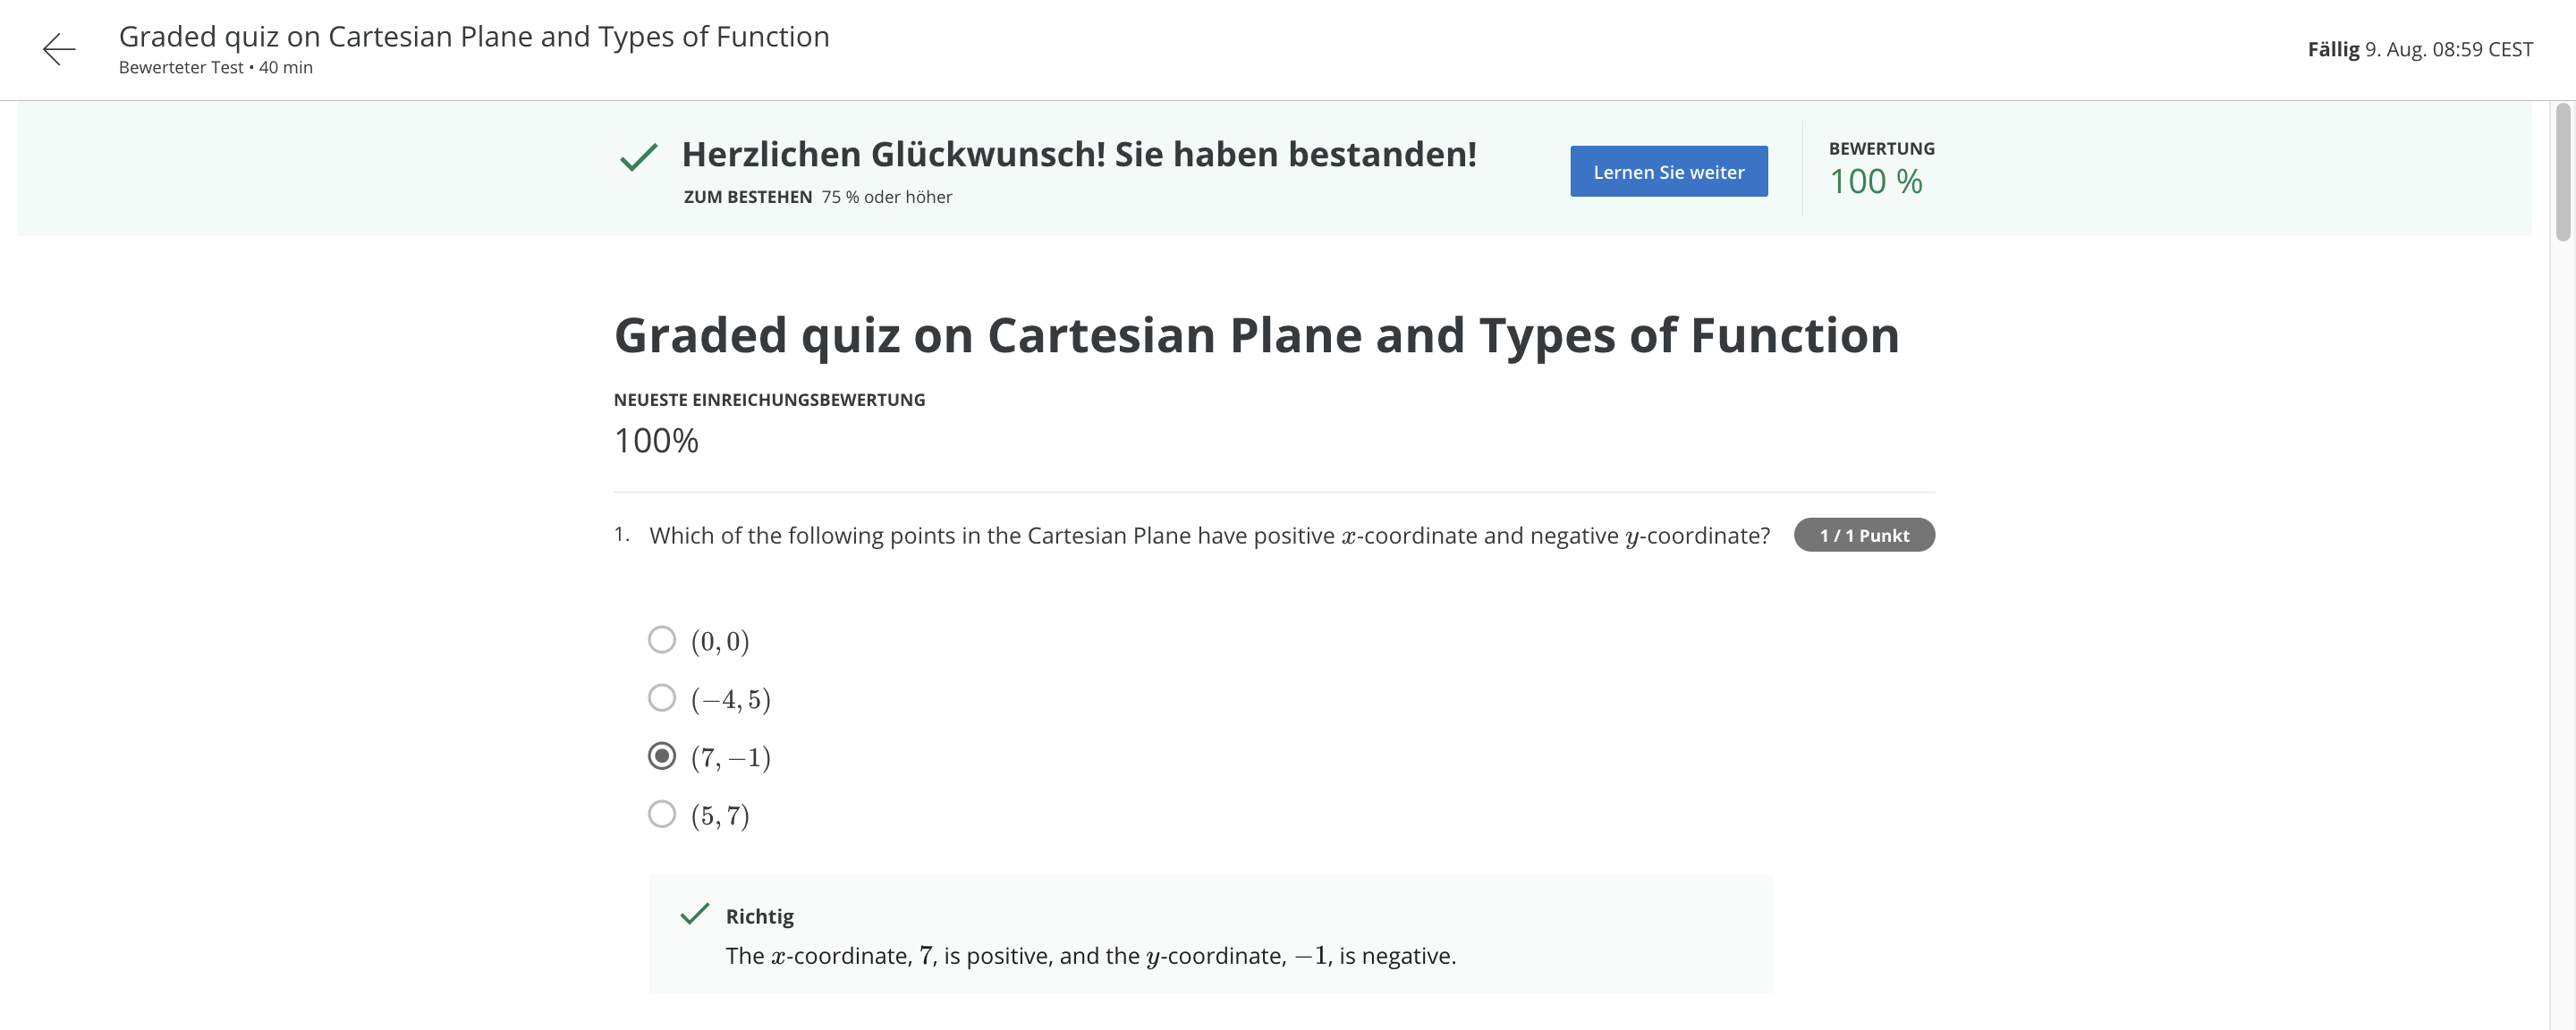 Graded quiz on Cartesian Plane and Types of Function
Bewerteter Test • 40 min
Fällig 9. Aug. 08:59 CEST
Herzlichen Glückwunsch! Sie haben bestanden!
ZUM BESTEHEN 75 % oder höher
Lernen Sie weiter
BEWERTUNG
100 %
Graded quiz on Cartesian Plane and Types of Function
NEUESTE EINREICHUNGSBEWERTUNG
100%
1. Which of the following points in the Cartesian Plane have positive x-coordinate and negative y-coordinate?
1 / 1 Punkt
(0, 0)
(−4, 5)
(7, −1)
(5, 7)
Richtig
The x-coordinate, 7, is positive, and the y-coordinate, −1, is negative.